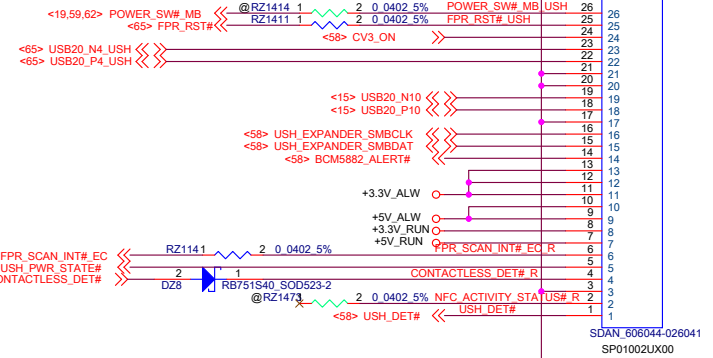 @RZ1414 1 2 0_0402_5% POWER_SW#_MB_USH 26 26
<19,59,62> POWER_SW#_MB
RZ1411 1 2 0_0402_5% FPR_RST#_USH 25 25
<65> FPR_RST#
<58> CV3_ON 24 24
<65> USB20_N4_USH 23 23
<65> USB20_P4_USH 22 22
21 21
20 20
<15> USB20_N10 19 19
<15> USB20_P10 18 18
17 17
<58> USH_EXPANDER_SMBCLK 16 16
<58> USH_EXPANDER_SMBDAT 15 15
<58> BCM5882_ALERT# 14 14
13 13
12 12
+3.3V_ALW 11 11
10 10
+5V_ALW 9 9
+3.3V_RUN 8 8
+5V_RUN 7 7
FPR_SCAN_INT#_EC RZ114 1 2 0_0402_5% FPR_SCAN_INT#_EC_R 6 6
USH_PWR_STATE# 5 5
CONTACTLESS_DET# 2 1 CONTACTLESS_DET#_R 4 4
DZ8 RB751S40_SOD523-2 3 3
@RZ1473 1 2 0_0402_5% NFC_ACTIVITY_STATUS#_R 2 2
<58> USH_DET# USH_DET# 1 1
SDAN_606044-026041
SP01002UX00